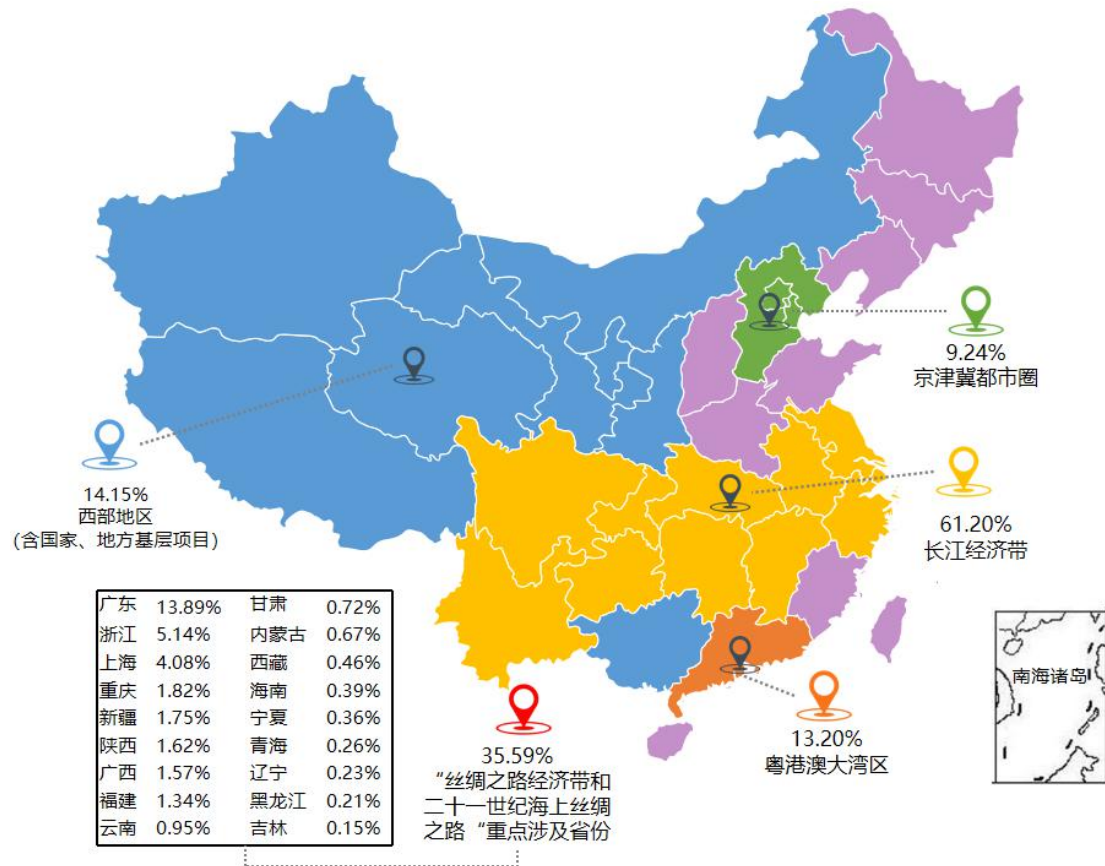 9.24%
京津冀都市圈
14.15%
西部地区
(含国家、地方基层项目)
61.20%
长江经济带
广东 13.89% 甘肃 0.72%
浙江 5.14% 内蒙古 0.67%
上海 4.08% 西藏 0.46%
重庆 1.82% 海南 0.39%
新疆 1.75% 宁夏 0.36%
陕西 1.62% 青海 0.26%
广西 1.57% 辽宁 0.23%
福建 1.34% 黑龙江 0.21%
云南 0.95% 吉林 0.15%
35.59%
“丝绸之路经济带和
二十一世纪海上丝绸
之路“重点涉及省份
13.20%
粤港澳大湾区
南海诸岛